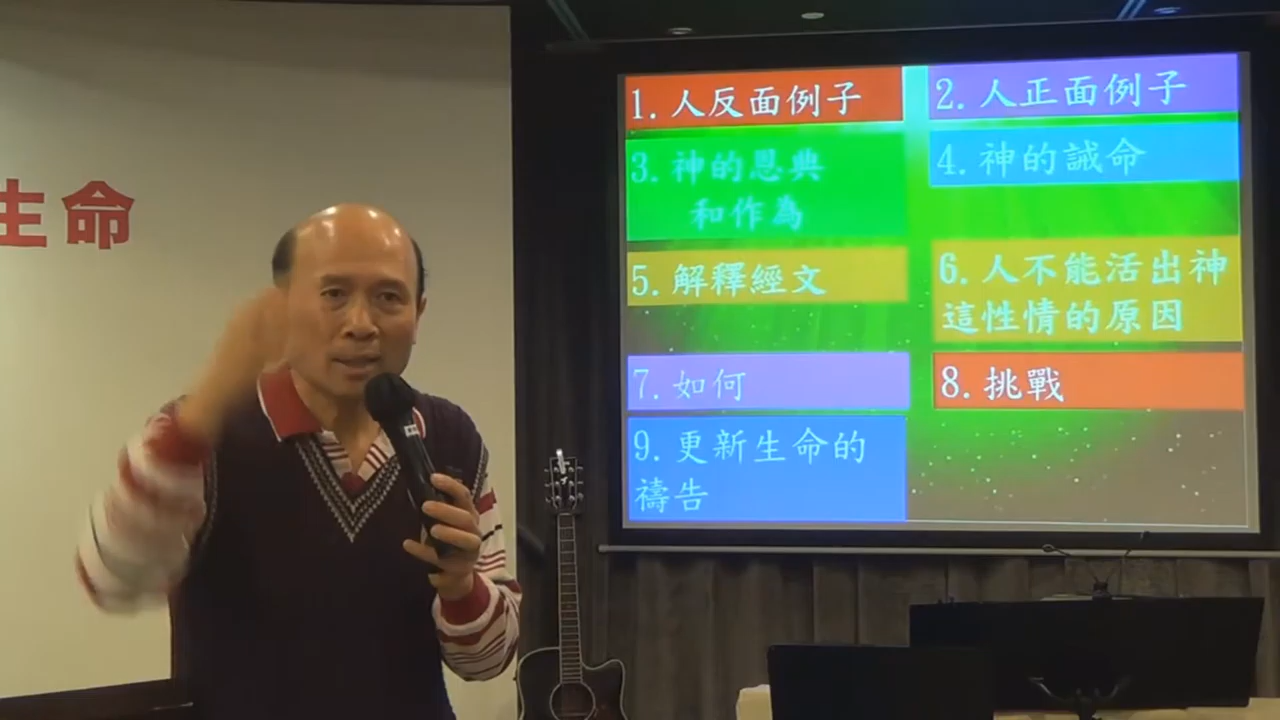 生命
1. 人反面例子
2. 人正面例子
3. 神的恩典
和作為
4. 神的誡命
5. 解釋經文
6. 人不能活出神
這性情的原因
7. 如何
8. 挑戰
9. 更新生命的
禱告